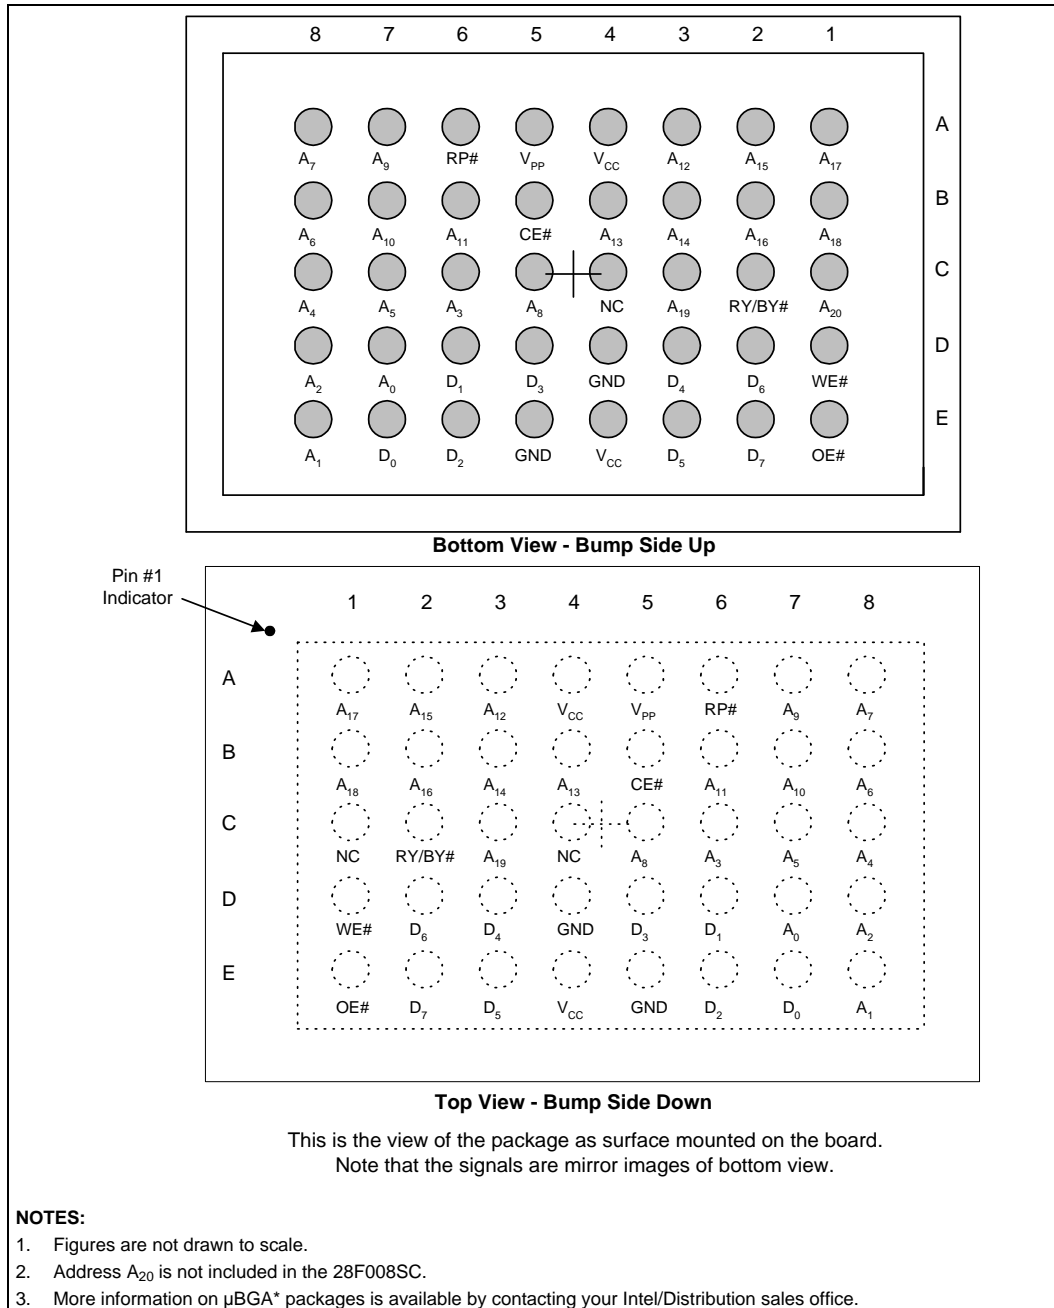 8 7 6 5 4 3 2 1
A
A7 A9 RP# VPP VCC A12 A15 A17
B
A6 A10 A11 CE# A13 A14 A16 A18
C
A4 A5 A3 A8 NC A19 RY/BY# A20
D
A2 A0 D1 D3 GND D4 D6 WE#
E
A1 D0 D2 GND VCC D5 D7 OE#
Bottom View - Bump Side Up
Pin #1
Indicator
1 2 3 4 5 6 7 8
A
A17 A15 A12 VCC VPP RP# A9 A7
B
A18 A16 A14 A13 CE# A11 A10 A6
C
NC RY/BY# A19 NC A8 A3 A5 A4
D
WE# D6 D4 GND D3 D1 A0 A2
E
OE# D7 D5 VCC GND D2 D0 A1
Top View - Bump Side Down
This is the view of the package as surface mounted on the board.
Note that the signals are mirror images of bottom view.
NOTES:
1. Figures are not drawn to scale.
2. Address A20 is not included in the 28F008SC.
3. More information on µBGA* packages is available by contacting your Intel/Distribution sales office.